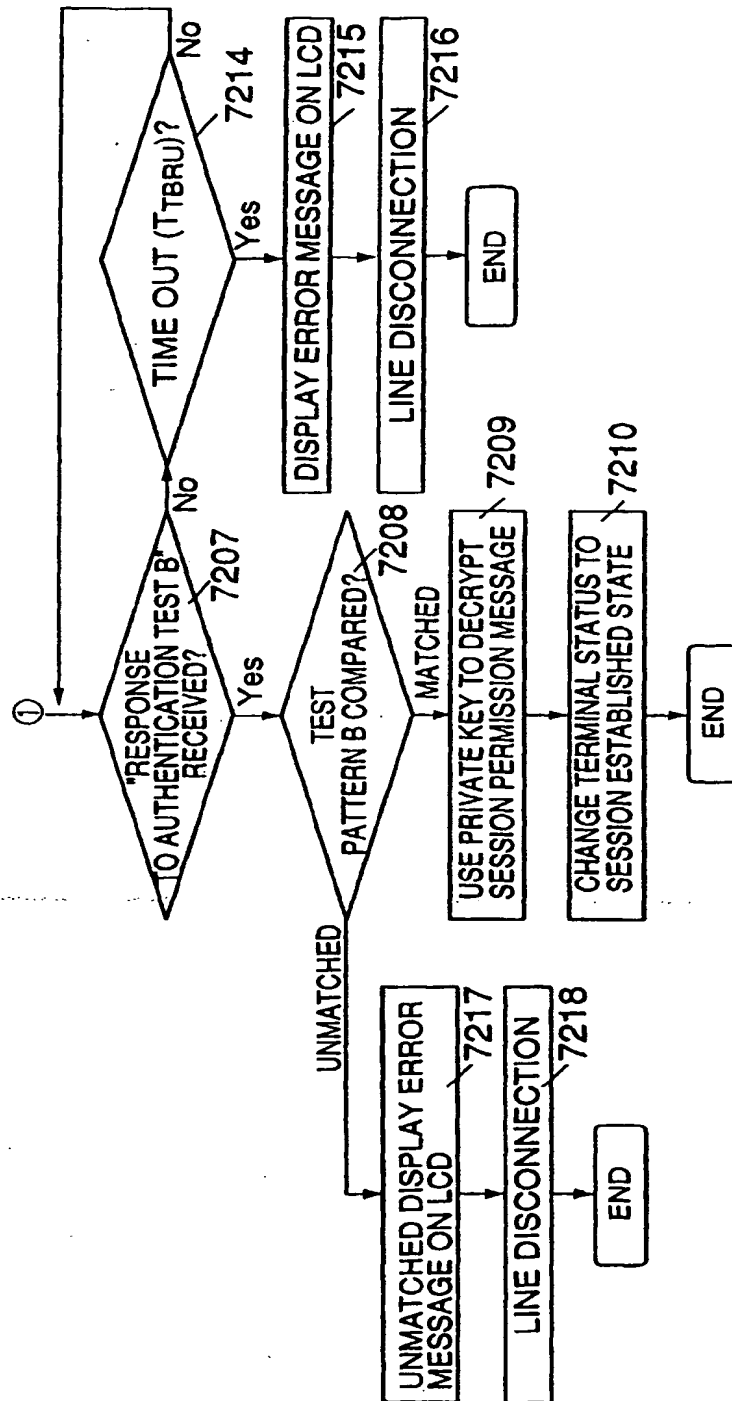 ①
"RESPONSE
TO AUTHENTICATION TEST B"
RECEIVED?
7207
No
Yes
TIME OUT (TTBRU)?
7214
No
Yes
DISPLAY ERROR MESSAGE ON LCD
7215
LINE DISCONNECTION
7216
END
TEST
PATTERN B COMPARED?
7208
MATCHED
UNMATCHED
USE PRIVATE KEY TO DECRYPT
SESSION PERMISSION MESSAGE
7209
CHANGE TERMINAL STATUS TO
SESSION ESTABLISHED STATE
7210
END
UNMATCHED DISPLAY ERROR
MESSAGE ON LCD
7217
LINE DISCONNECTION
7218
END